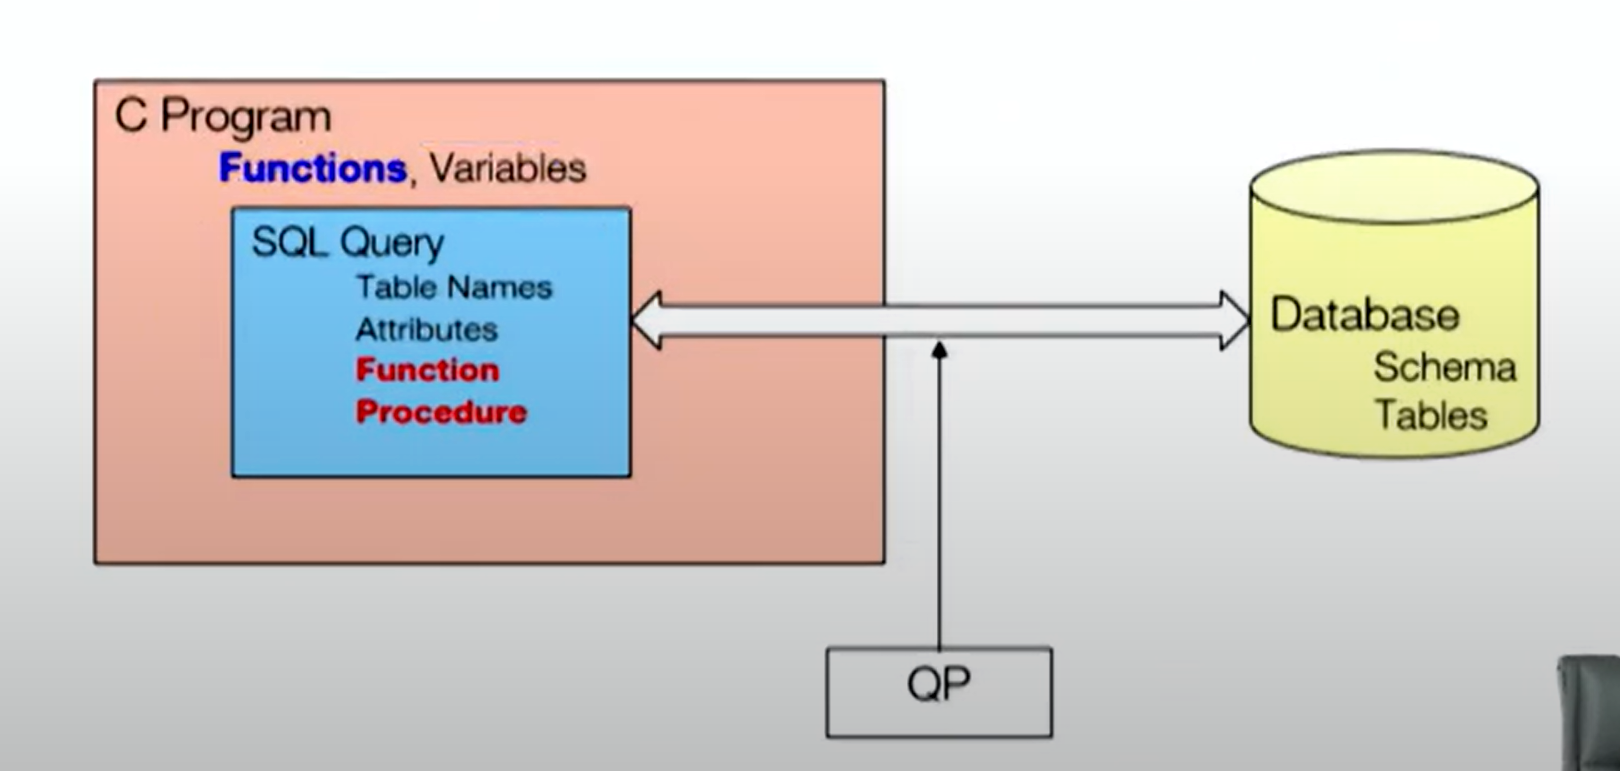 C Program
Functions, Variables
SQL Query
Table Names
Attributes
Function
Procedure
Database
Schema
Tables
QP